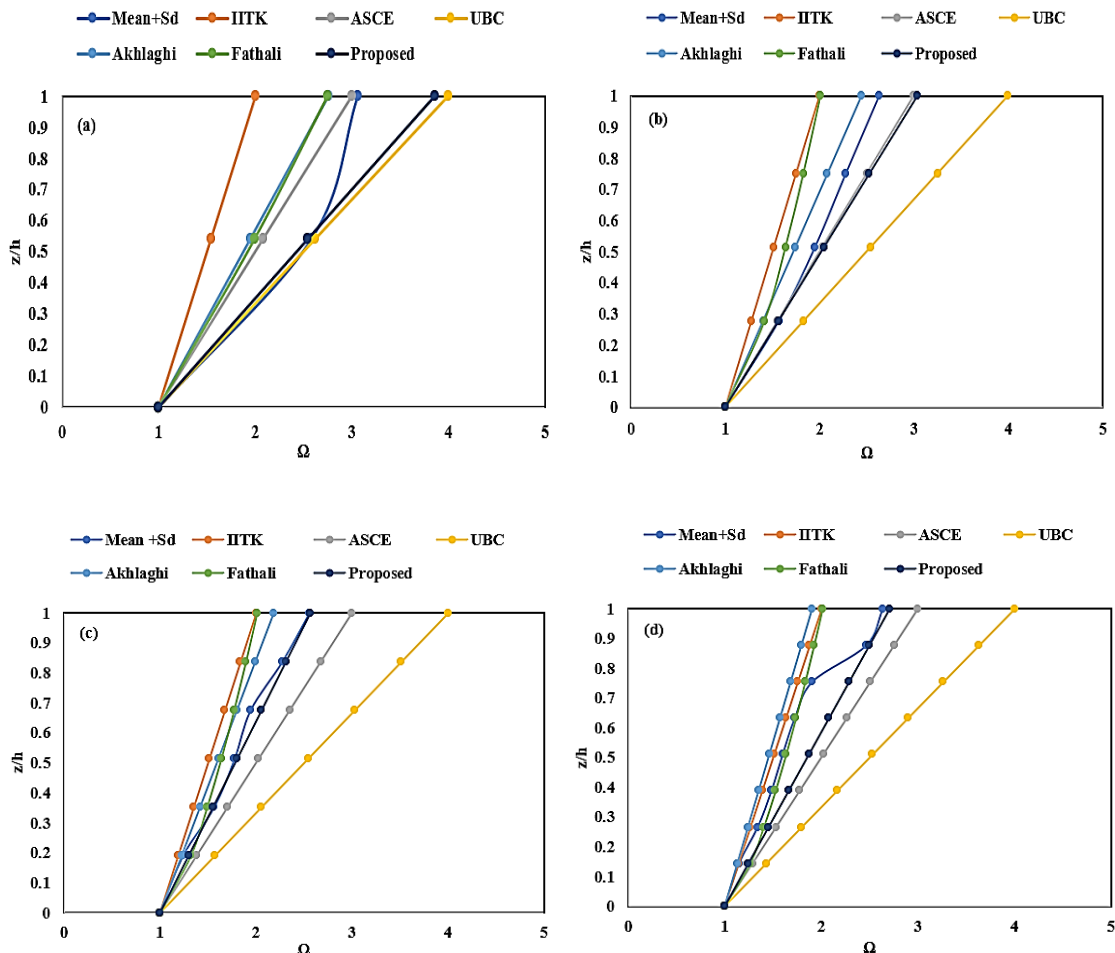 Mean+Sd IITK ASCE UBC
Akhlaghi Fathali Proposed
1
0.9
0.8
0.7
0.6
0.5
0.4
0.3
0.2
0.1
0
z/h
(a)
0 1 2 3 4 5
Ω
Mean+Sd IITK ASCE UBC
Akhlaghi Fathali Proposed
1
0.9
0.8
0.7
0.6
0.5
0.4
0.3
0.2
0.1
0
z/h
(b)
0 1 2 3 4 5
Ω
Mean +Sd IITK ASCE UBC
Akhlaghi Fathali Proposed
1
0.9
0.8
0.7
0.6
0.5
0.4
0.3
0.2
0.1
0
z/h
(c)
0 1 2 3 4 5
Ω
Mean+Sd IITK ASCE UBC
Akhlaghi Fathali Proposed
1
0.9
0.8
0.7
0.6
0.5
0.4
0.3
0.2
0.1
0
z/h
(d)
0 1 2 3 4 5
Ω